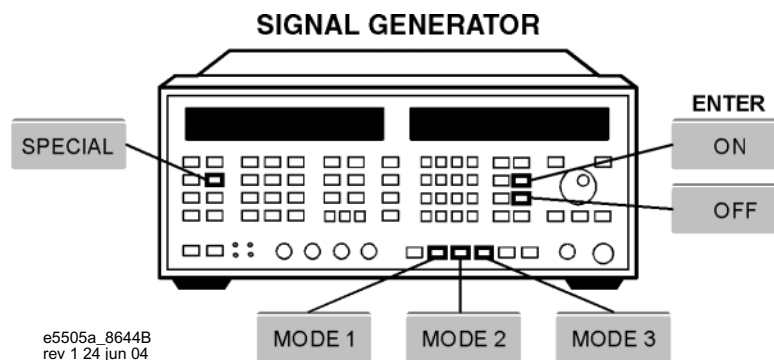 SIGNAL GENERATOR
ENTER
SPECIAL
ON
OFF
MODE 1
MODE 2
MODE 3
e5505a_8644B
rev 1 24 jun 04